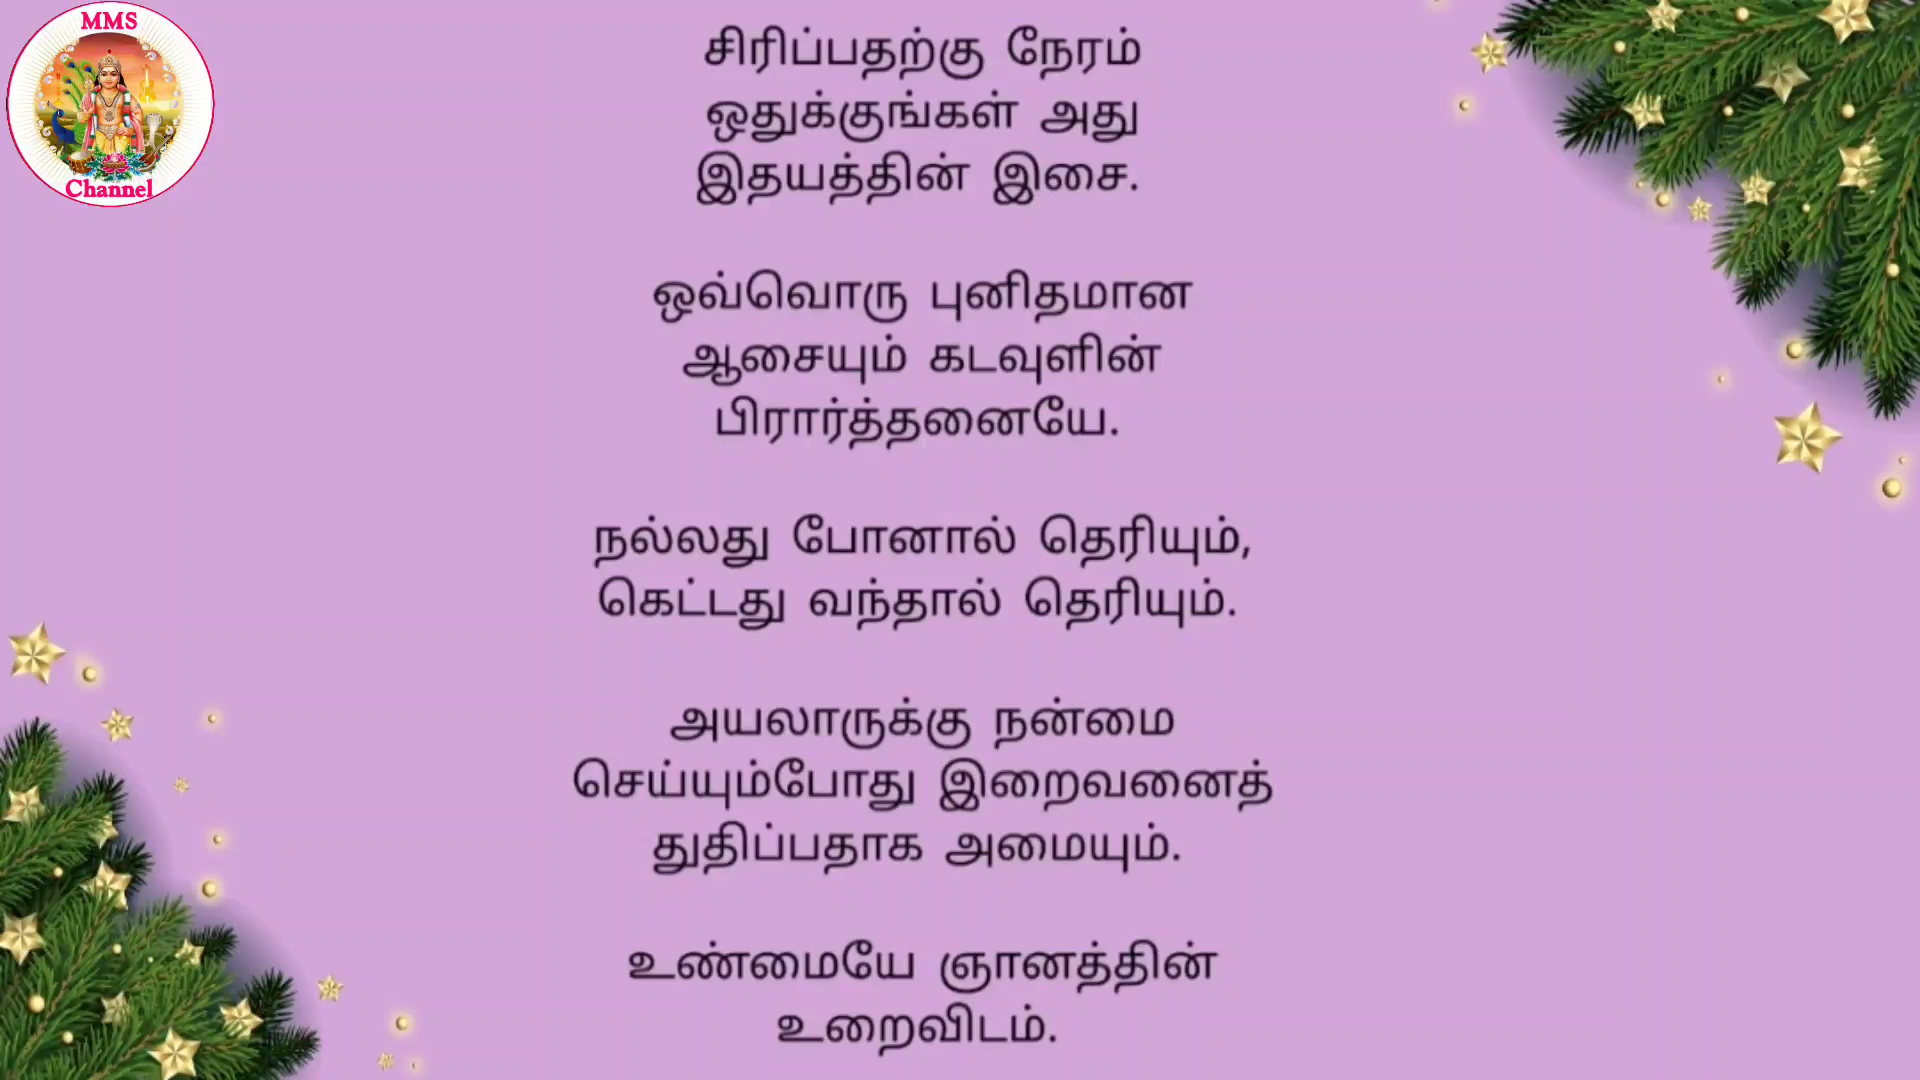 MMS
Channel
சிரிப்பதற்கு நேரம்
ஒதுக்குங்கள் அது
இதயத்தின் இசை.
ஒவ்வொரு புனிதமான
ஆசையும் கடவுளின்
பிரார்த்தனையே.
நல்லது போனால் தெரியும்,
கெட்டது வந்தால் தெரியும்.
அயலாருக்கு நன்மை
செய்யும்போது இறைவனைத்
துதிப்பதாக அமையும்.
உண்மையே ஞானத்தின்
உறைவிடம்.